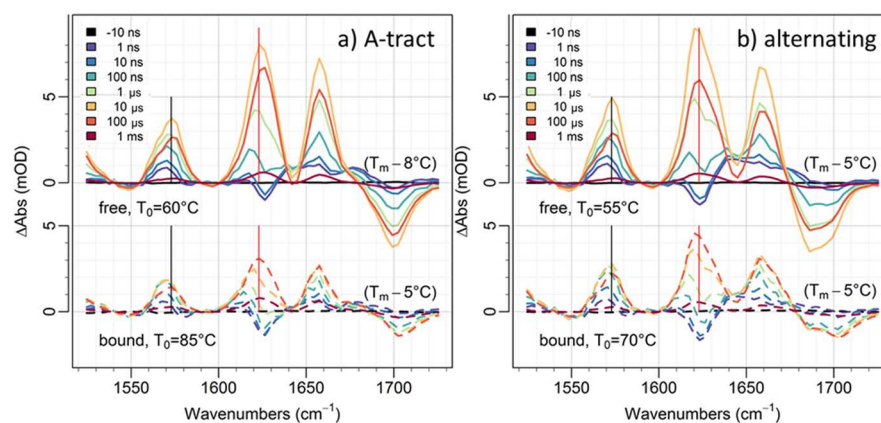 a) A-tract
-10 ns
1 ns
10 ns
100 ns
1 µs
10 µs
100 µs
1 ms
5
0
5
0
ΔAbs (mOD)
(Tm − 8°C)
free, T0=60°C
(Tm − 5°C)
bound, T0=85°C
1550 1600 1650 1700
Wavenumbers (cm−1)
b) alternating
-10 ns
1 ns
10 ns
100 ns
1 µs
10 µs
100 µs
1 ms
5
0
5
0
ΔAbs (mOD)
(Tm − 5°C)
free, T0=55°C
(Tm − 5°C)
bound, T0=70°C
1550 1600 1650 1700
Wavenumbers (cm−1)